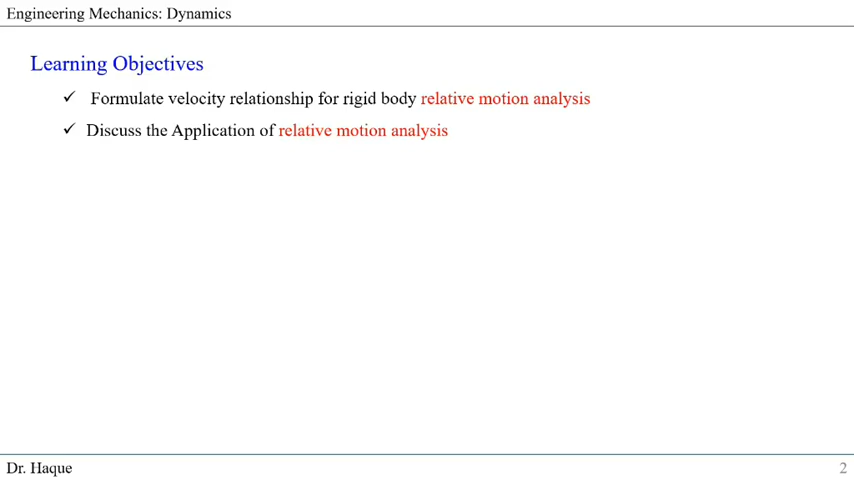 Engineering Mechanics: Dynamics
Learning Objectives
✓ Formulate velocity relationship for rigid body relative motion analysis
✓ Discuss the Application of relative motion analysis
Dr. Haque
2